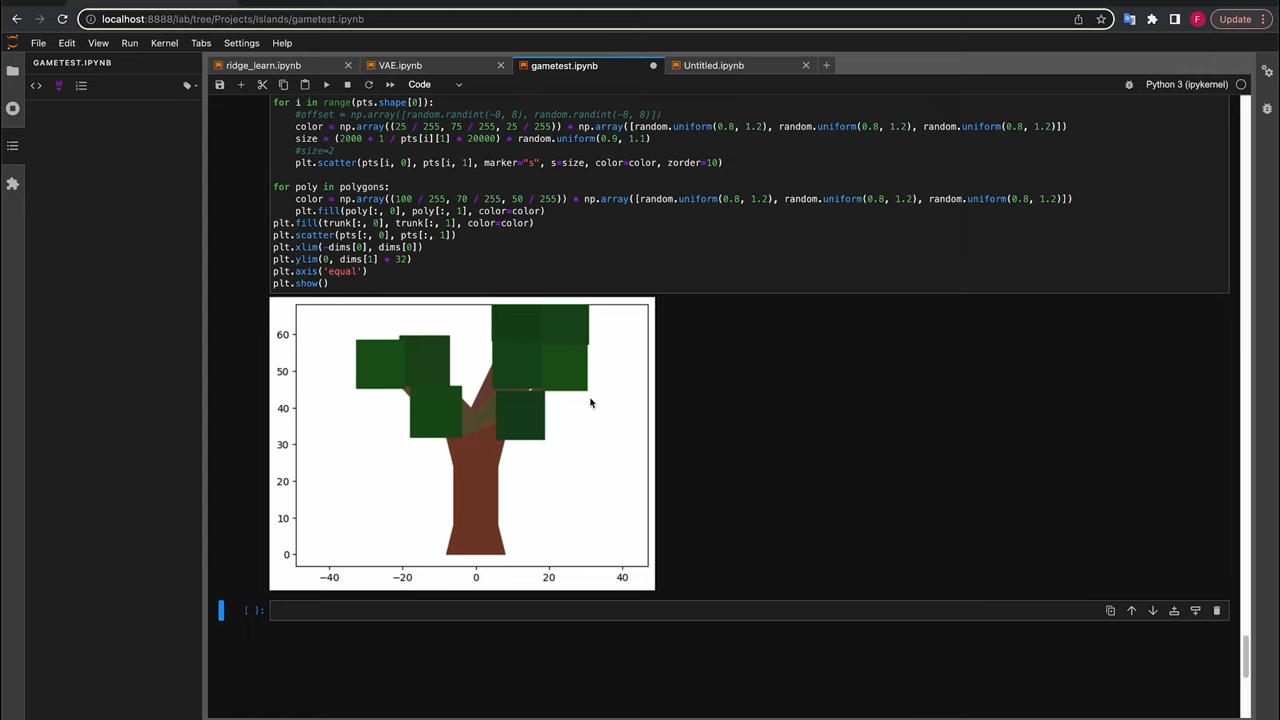 localhost:8888/lab/tree/Projects/Islands/gametest.ipynb
F
Update
File Edit View Run Kernel Tabs Settings Help
GAMETEST.IPYNB
ridge_learn.ipynb
VAE.ipynb
gametest.ipynb
Untitled.ipynb
Code
Python 3 (ipykernel)
for i in range(pts.shape[0]):
#offset = np.array([random.randint(-8, 8), random.randint(-8, 8)])
color = np.array((25 / 255, 75 / 255, 25 / 255)) * np.array([random.uniform(0.8, 1.2), random.uniform(0.8, 1.2), random.uniform(0.8, 1.2)])
size = (2000 + 1 / pts[i][1] * 20000) * random.uniform(0.9, 1.1)
#size=2
plt.scatter(pts[i, 0], pts[i, 1], marker="s", s=size, color=color, zorder=10)
for poly in polygons:
color = np.array((100 / 255, 70 / 255, 50 / 255)) * np.array([random.uniform(0.8, 1.2), random.uniform(0.8, 1.2), random.uniform(0.8, 1.2)])
plt.fill(poly[:, 0], poly[:, 1], color=color)
plt.fill(trunk[:, 0], trunk[:, 1], color=color)
plt.scatter(pts[:, 0], pts[:, 1])
plt.xlim(-dims[0], dims[0])
plt.ylim(0, dims[1] + 32)
plt.axis('equal')
plt.show()
60
50
40
30
20
10
0
−40 −20 0 20 40
[ ]: